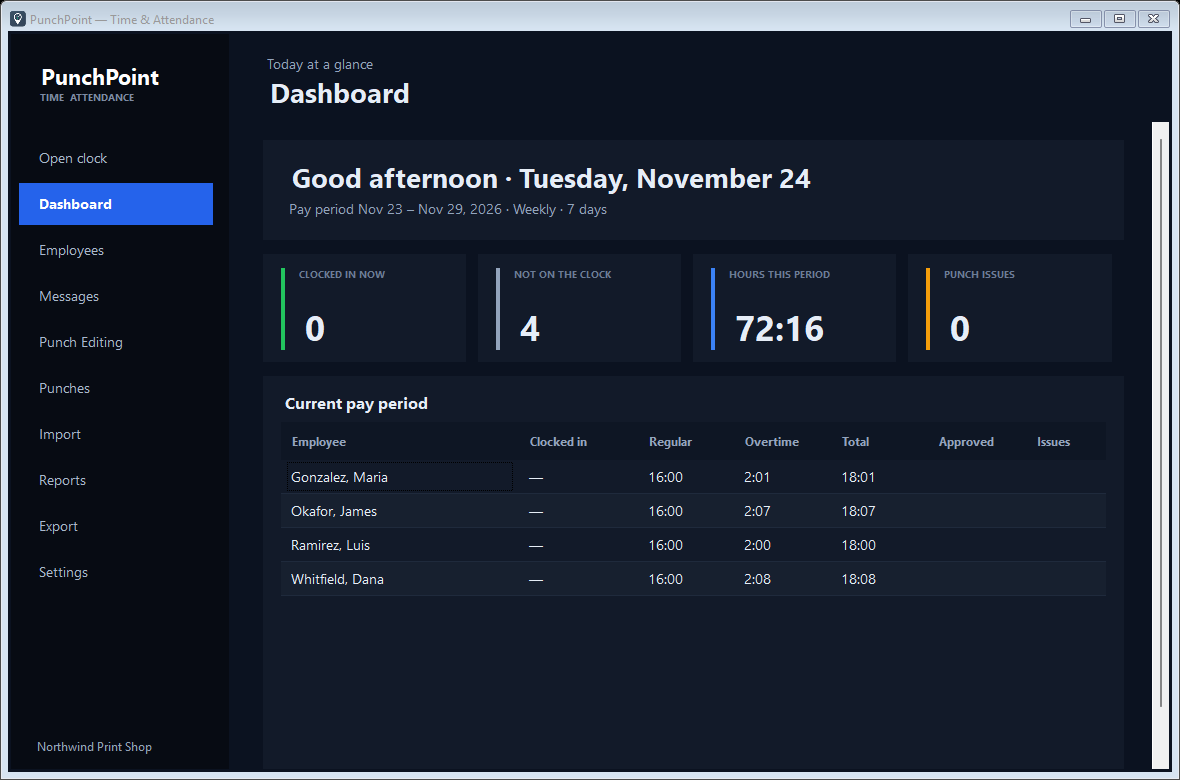 PunchPoint — Time & Attendance
PunchPoint
TIME ATTENDANCE
Open clock
Dashboard
Employees
Messages
Punch Editing
Punches
Import
Reports
Export
Settings
Northwind Print Shop
Today at a glance
Dashboard
Good afternoon · Tuesday, November 24
Pay period Nov 23 – Nov 29, 2026 · Weekly · 7 days
CLOCKED IN NOW
0
NOT ON THE CLOCK
4
HOURS THIS PERIOD
72:16
PUNCH ISSUES
0
Current pay period
Employee Clocked in Regular Overtime Total Approved Issues
Gonzalez, Maria — 16:00 2:01 18:01
Okafor, James — 16:00 2:07 18:07
Ramirez, Luis — 16:00 2:00 18:00
Whitfield, Dana — 16:00 2:08 18:08